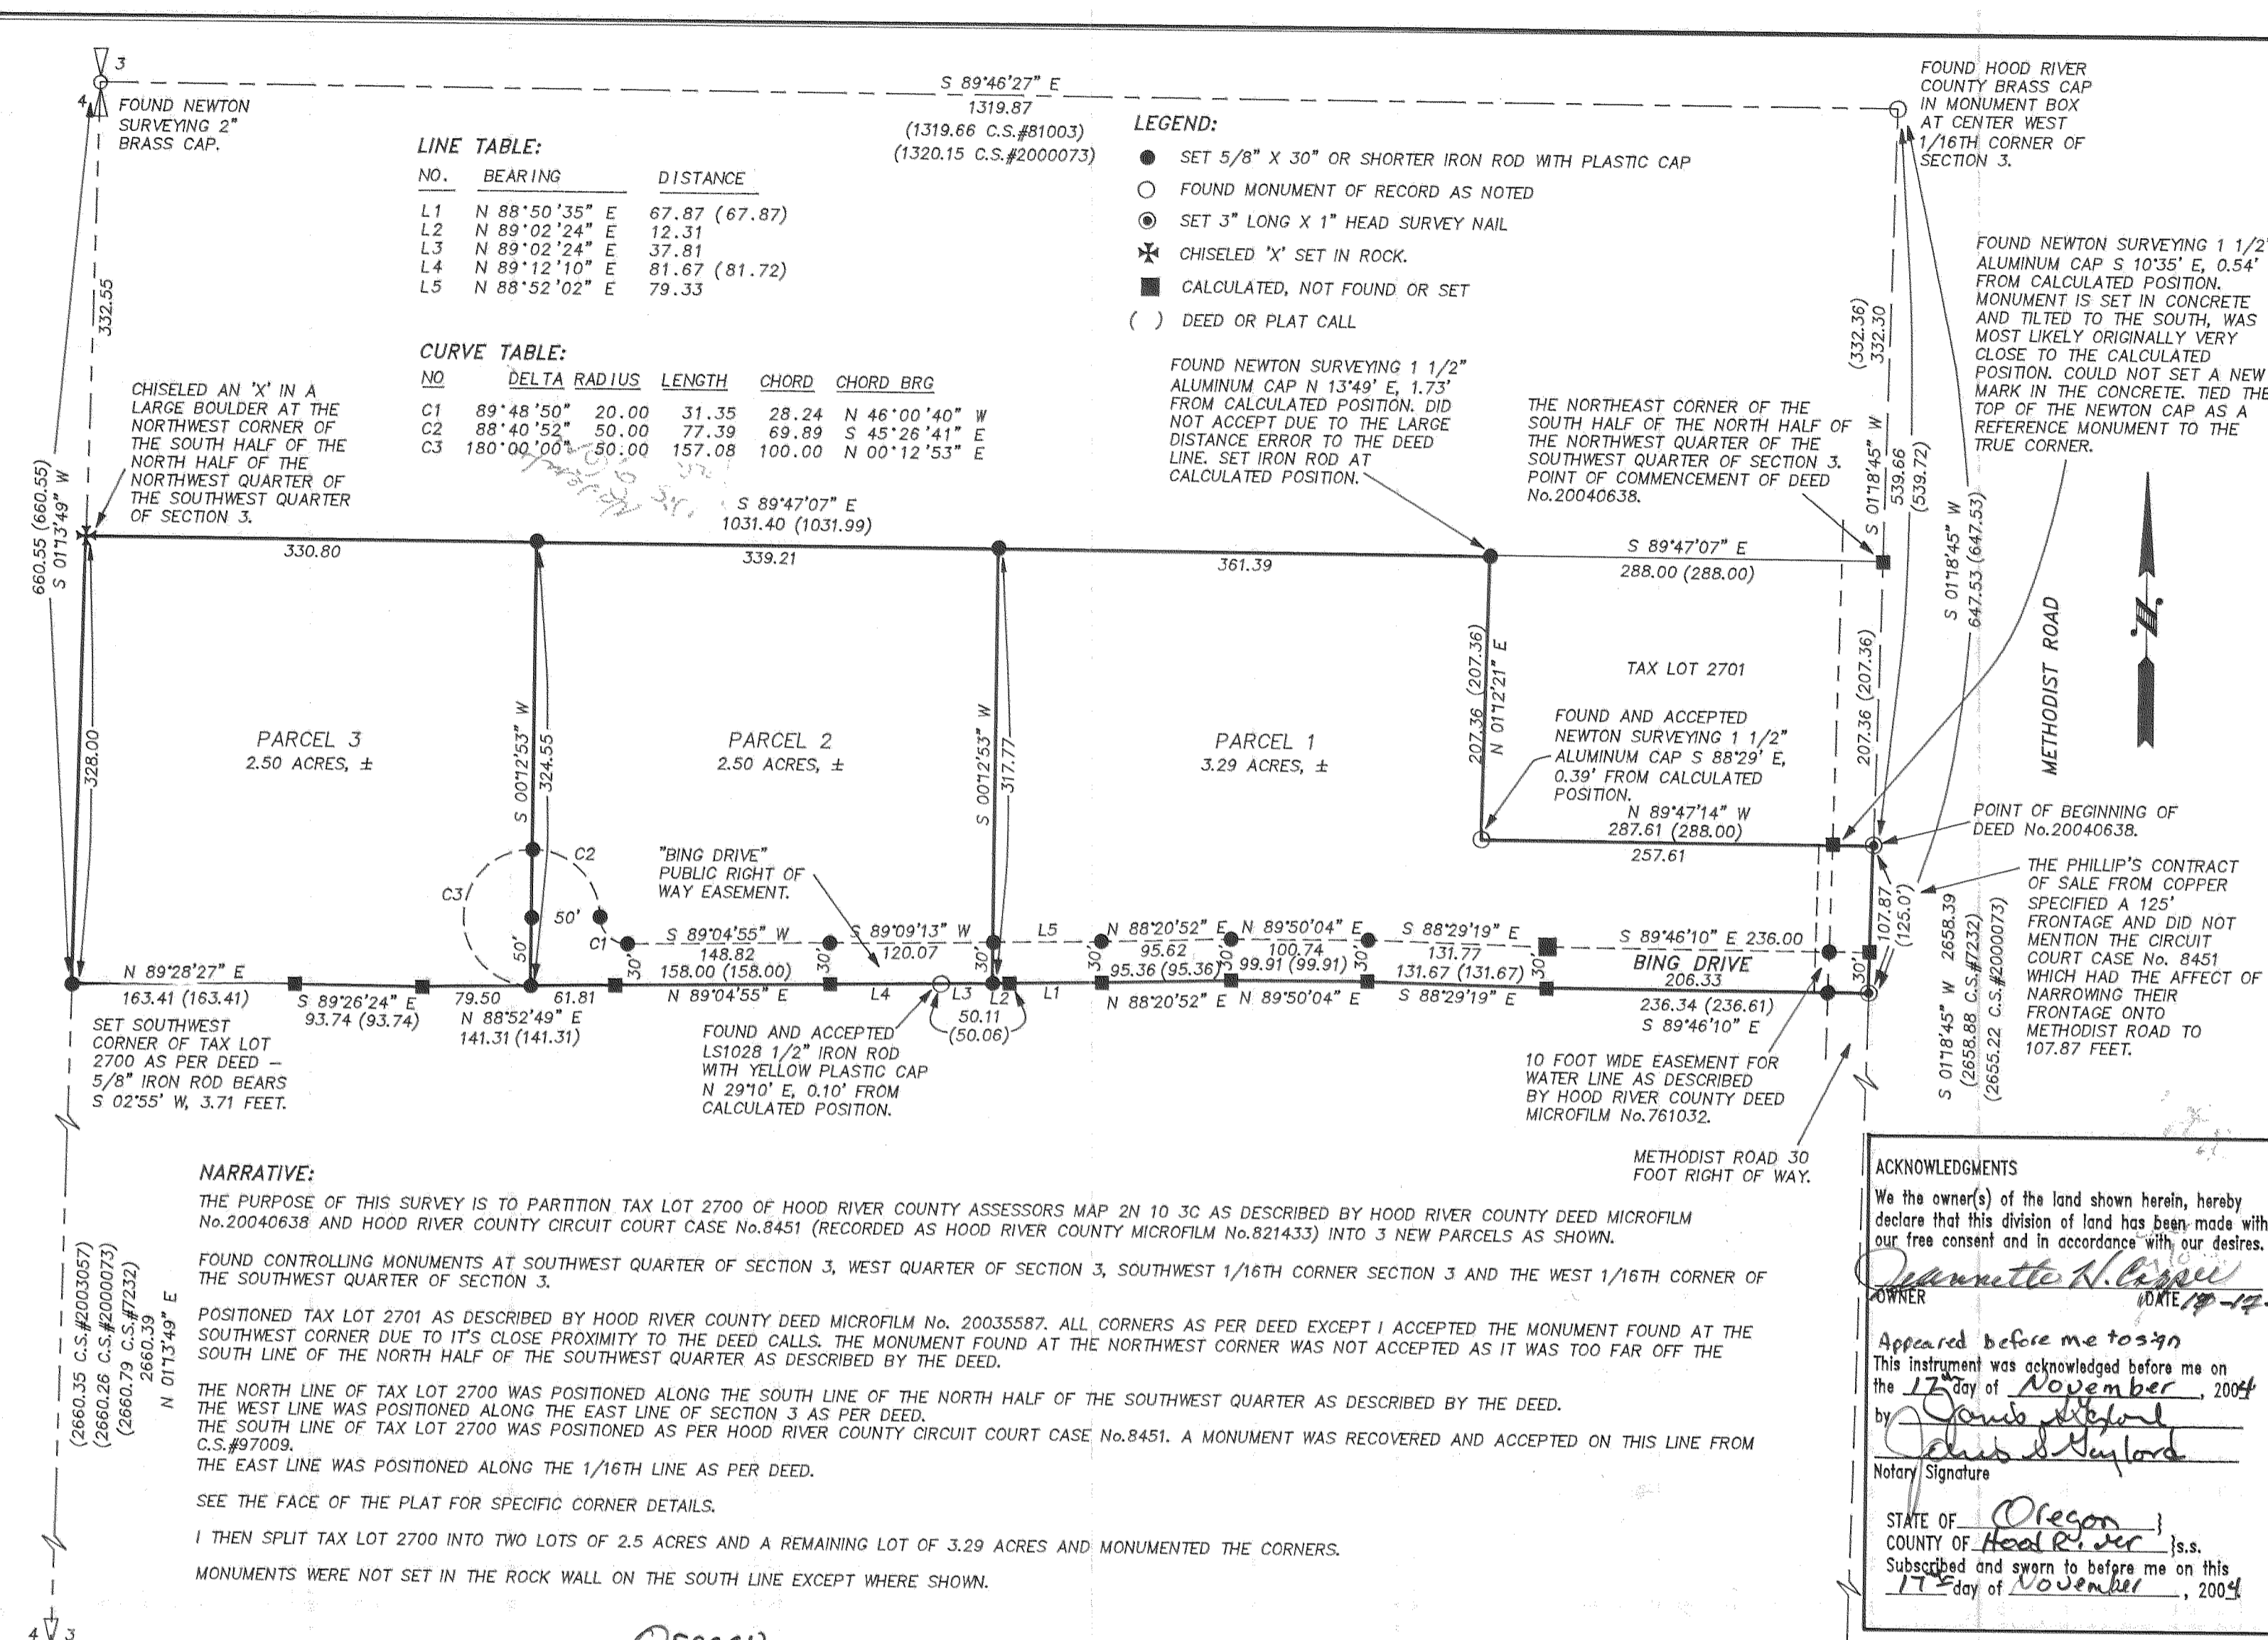 3
4
FOUND NEWTON
SURVEYING 2"
BRASS CAP.
S 89°46'27" E
1319.87
(1319.66 C.S.#81003)
(1320.15 C.S.#2000073)
FOUND HOOD RIVER
COUNTY BRASS CAP
IN MONUMENT BOX
AT CENTER WEST
1/16TH CORNER OF
SECTION 3.
LINE TABLE:
NO. BEARING DISTANCE
L1 N 88°50'35" E 67.87 (67.87)
L2 N 89°02'24" E 12.31
L3 N 89°02'24" E 37.81
L4 N 89°12'10" E 81.67 (81.72)
L5 N 88°52'02" E 79.33
CURVE TABLE:
NO DELTA RADIUS LENGTH CHORD CHORD BRG
C1 89°48'50" 20.00 31.35 28.24 N 46°00'40" W
C2 88°40'52" 50.00 77.39 69.89 S 45°26'41" E
C3 180°00'00" 50.00 157.08 100.00 N 00°12'53" E
LEGEND:
SET 5/8" X 30" OR SHORTER IRON ROD WITH PLASTIC CAP
FOUND MONUMENT OF RECORD AS NOTED
SET 3" LONG X 1" HEAD SURVEY NAIL
CHISELED 'X' SET IN ROCK.
CALCULATED, NOT FOUND OR SET
( ) DEED OR PLAT CALL
FOUND NEWTON SURVEYING 1 1/2"
ALUMINUM CAP S 10°35' E, 0.54'
FROM CALCULATED POSITION.
MONUMENT IS SET IN CONCRETE
AND TILTED TO THE SOUTH, WAS
MOST LIKELY ORIGINALLY VERY
CLOSE TO THE CALCULATED
POSITION. COULD NOT SET A NEW
MARK IN THE CONCRETE. TIED THE
TOP OF THE NEWTON CAP AS A
REFERENCE MONUMENT TO THE
TRUE CORNER.
332.55
660.55 (660.55)
S 01°13'49" W
CHISELED AN 'X' IN A
LARGE BOULDER AT THE
NORTHWEST CORNER OF
THE SOUTH HALF OF THE
NORTH HALF OF THE
NORTHWEST QUARTER OF
THE SOUTHWEST QUARTER
OF SECTION 3.
FOUND NEWTON SURVEYING 1 1/2"
ALUMINUM CAP N 13°49' E, 1.73'
FROM CALCULATED POSITION. DID
NOT ACCEPT DUE TO THE LARGE
DISTANCE ERROR TO THE DEED
LINE. SET IRON ROD AT
CALCULATED POSITION.
THE NORTHEAST CORNER OF THE
SOUTH HALF OF THE NORTH HALF OF
THE NORTHWEST QUARTER OF THE
SOUTHWEST QUARTER OF SECTION 3.
POINT OF COMMENCEMENT OF DEED
No.20040638.
(332.36)
332.30
S 01°18'45" W
539.66
(539.72)
S 01°18'45" W
647.53 (647.53)
S 89°47'07" E
1031.40 (1031.99)
330.80
339.21
361.39
S 89°47'07" E
288.00 (288.00)
METHODIST ROAD
N
328.00
PARCEL 3
2.50 ACRES, ±
S 00°12'53" W
324.55
PARCEL 2
2.50 ACRES, ±
S 00°12'53" W
317.77
PARCEL 1
3.29 ACRES, ±
207.36 (207.36)
N 01°12'21" E
TAX LOT 2701
207.36 (207.36)
FOUND AND ACCEPTED
NEWTON SURVEYING 1 1/2"
ALUMINUM CAP S 88°29' E,
0.39' FROM CALCULATED
POSITION.
N 89°47'14" W
287.61 (288.00)
257.61
POINT OF BEGINNING OF
DEED No.20040638.
THE PHILLIP'S CONTRACT
OF SALE FROM COPPER
SPECIFIED A 125'
FRONTAGE AND DID NOT
MENTION THE CIRCUIT
COURT CASE No. 8451
WHICH HAD THE AFFECT OF
NARROWING THEIR
FRONTAGE ONTO
METHODIST ROAD TO
107.87 FEET.
107.87
(125.0')
S 01°18'45" W 2658.39
(2658.88 C.S.#7232)
(2655.22 C.S.#2000073)
C3
C2
50'
50'
C1
"BING DRIVE"
PUBLIC RIGHT OF
WAY EASEMENT.
S 89°04'55" W
148.82
S 89°09'13" W
120.07
L5
N 88°20'52" E
95.62
N 89°50'04" E
100.74
S 88°29'19" E
131.77
S 89°46'10" E 236.00
BING DRIVE
206.33
30'
30'
30'
30'
30'
30'
30'
30'
N 89°28'27" E
163.41 (163.41)
S 89°26'24" E
93.74 (93.74)
79.50
61.81
N 88°52'49" E
141.31 (141.31)
158.00 (158.00)
N 89°04'55" E
L4
L3
L2
L1
50.11
(50.06)
95.36 (95.36)
N 88°20'52" E
99.91 (99.91)
N 89°50'04" E
131.67 (131.67)
S 88°29'19" E
236.34 (236.61)
S 89°46'10" E
SET SOUTHWEST
CORNER OF TAX LOT
2700 AS PER DEED –
5/8" IRON ROD BEARS
S 02°55' W, 3.71 FEET.
FOUND AND ACCEPTED
LS1028 1/2" IRON ROD
WITH YELLOW PLASTIC CAP
N 29°10' E, 0.10' FROM
CALCULATED POSITION.
10 FOOT WIDE EASEMENT FOR
WATER LINE AS DESCRIBED
BY HOOD RIVER COUNTY DEED
MICROFILM No.761032.
METHODIST ROAD 30
FOOT RIGHT OF WAY.
(2660.35 C.S.#2003057)
(2660.26 C.S.#2000073)
(2660.79 C.S.#7232)
2660.39
N 01°13'49" E
4 3
NARRATIVE:
THE PURPOSE OF THIS SURVEY IS TO PARTITION TAX LOT 2700 OF HOOD RIVER COUNTY ASSESSORS MAP 2N 10 3C AS DESCRIBED BY HOOD RIVER COUNTY DEED MICROFILM
No.20040638 AND HOOD RIVER COUNTY CIRCUIT COURT CASE No.8451 (RECORDED AS HOOD RIVER COUNTY MICROFILM No.821433) INTO 3 NEW PARCELS AS SHOWN.
FOUND CONTROLLING MONUMENTS AT SOUTHWEST QUARTER OF SECTION 3, WEST QUARTER OF SECTION 3, SOUTHWEST 1/16TH CORNER SECTION 3 AND THE WEST 1/16TH CORNER OF
THE SOUTHWEST QUARTER OF SECTION 3.
POSITIONED TAX LOT 2701 AS DESCRIBED BY HOOD RIVER COUNTY DEED MICROFILM No. 20035587. ALL CORNERS AS PER DEED EXCEPT I ACCEPTED THE MONUMENT FOUND AT THE
SOUTHWEST CORNER DUE TO IT'S CLOSE PROXIMITY TO THE DEED CALLS. THE MONUMENT FOUND AT THE NORTHWEST CORNER WAS NOT ACCEPTED AS IT WAS TOO FAR OFF THE
SOUTH LINE OF THE NORTH HALF OF THE SOUTHWEST QUARTER AS DESCRIBED BY THE DEED.
THE NORTH LINE OF TAX LOT 2700 WAS POSITIONED ALONG THE SOUTH LINE OF THE NORTH HALF OF THE SOUTHWEST QUARTER AS DESCRIBED BY THE DEED.
THE WEST LINE WAS POSITIONED ALONG THE EAST LINE OF SECTION 3 AS PER DEED.
THE SOUTH LINE OF TAX LOT 2700 WAS POSITIONED AS PER HOOD RIVER COUNTY CIRCUIT COURT CASE No.8451. A MONUMENT WAS RECOVERED AND ACCEPTED ON THIS LINE FROM
C.S.#97009.
THE EAST LINE WAS POSITIONED ALONG THE 1/16TH LINE AS PER DEED.
SEE THE FACE OF THE PLAT FOR SPECIFIC CORNER DETAILS.
I THEN SPLIT TAX LOT 2700 INTO TWO LOTS OF 2.5 ACRES AND A REMAINING LOT OF 3.29 ACRES AND MONUMENTED THE CORNERS.
MONUMENTS WERE NOT SET IN THE ROCK WALL ON THE SOUTH LINE EXCEPT WHERE SHOWN.
ACKNOWLEDGMENTS
We the owner(s) of the land shown herein, hereby
declare that this division of land has been made with
our free consent and in accordance with our desires.
Jeannette H. Copper
OWNER DATE
Appeared before me to sign
This instrument was acknowledged before me on
the 17th day of November, 2004
by Janis S Gaylord
Janis S Gaylord
Notary Signature
STATE OF Oregon }
COUNTY OF Hood River }s.s.
Subscribed and sworn to before me on this
17th day of November, 2004